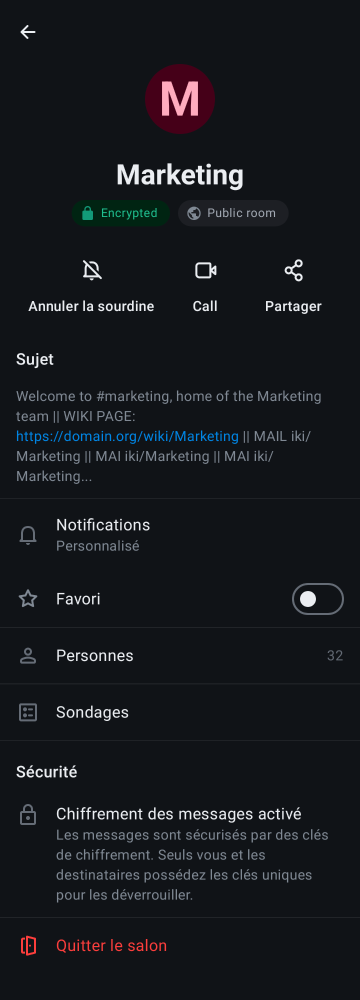 M
Marketing
Encrypted
Public room
Annuler la sourdine
Call
Partager
Sujet
Welcome to #marketing, home of the Marketing
team || WIKI PAGE:
https://domain.org/wiki/Marketing || MAIL iki/
Marketing || MAI iki/Marketing || MAI iki/
Marketing...
Notifications
Personnalisé
Favori
Personnes 32
Sondages
Sécurité
Chiffrement des messages activé
Les messages sont sécurisés par des clés
de chiffrement. Seuls vous et les
destinataires possédez les clés uniques
pour les déverrouiller.
Quitter le salon